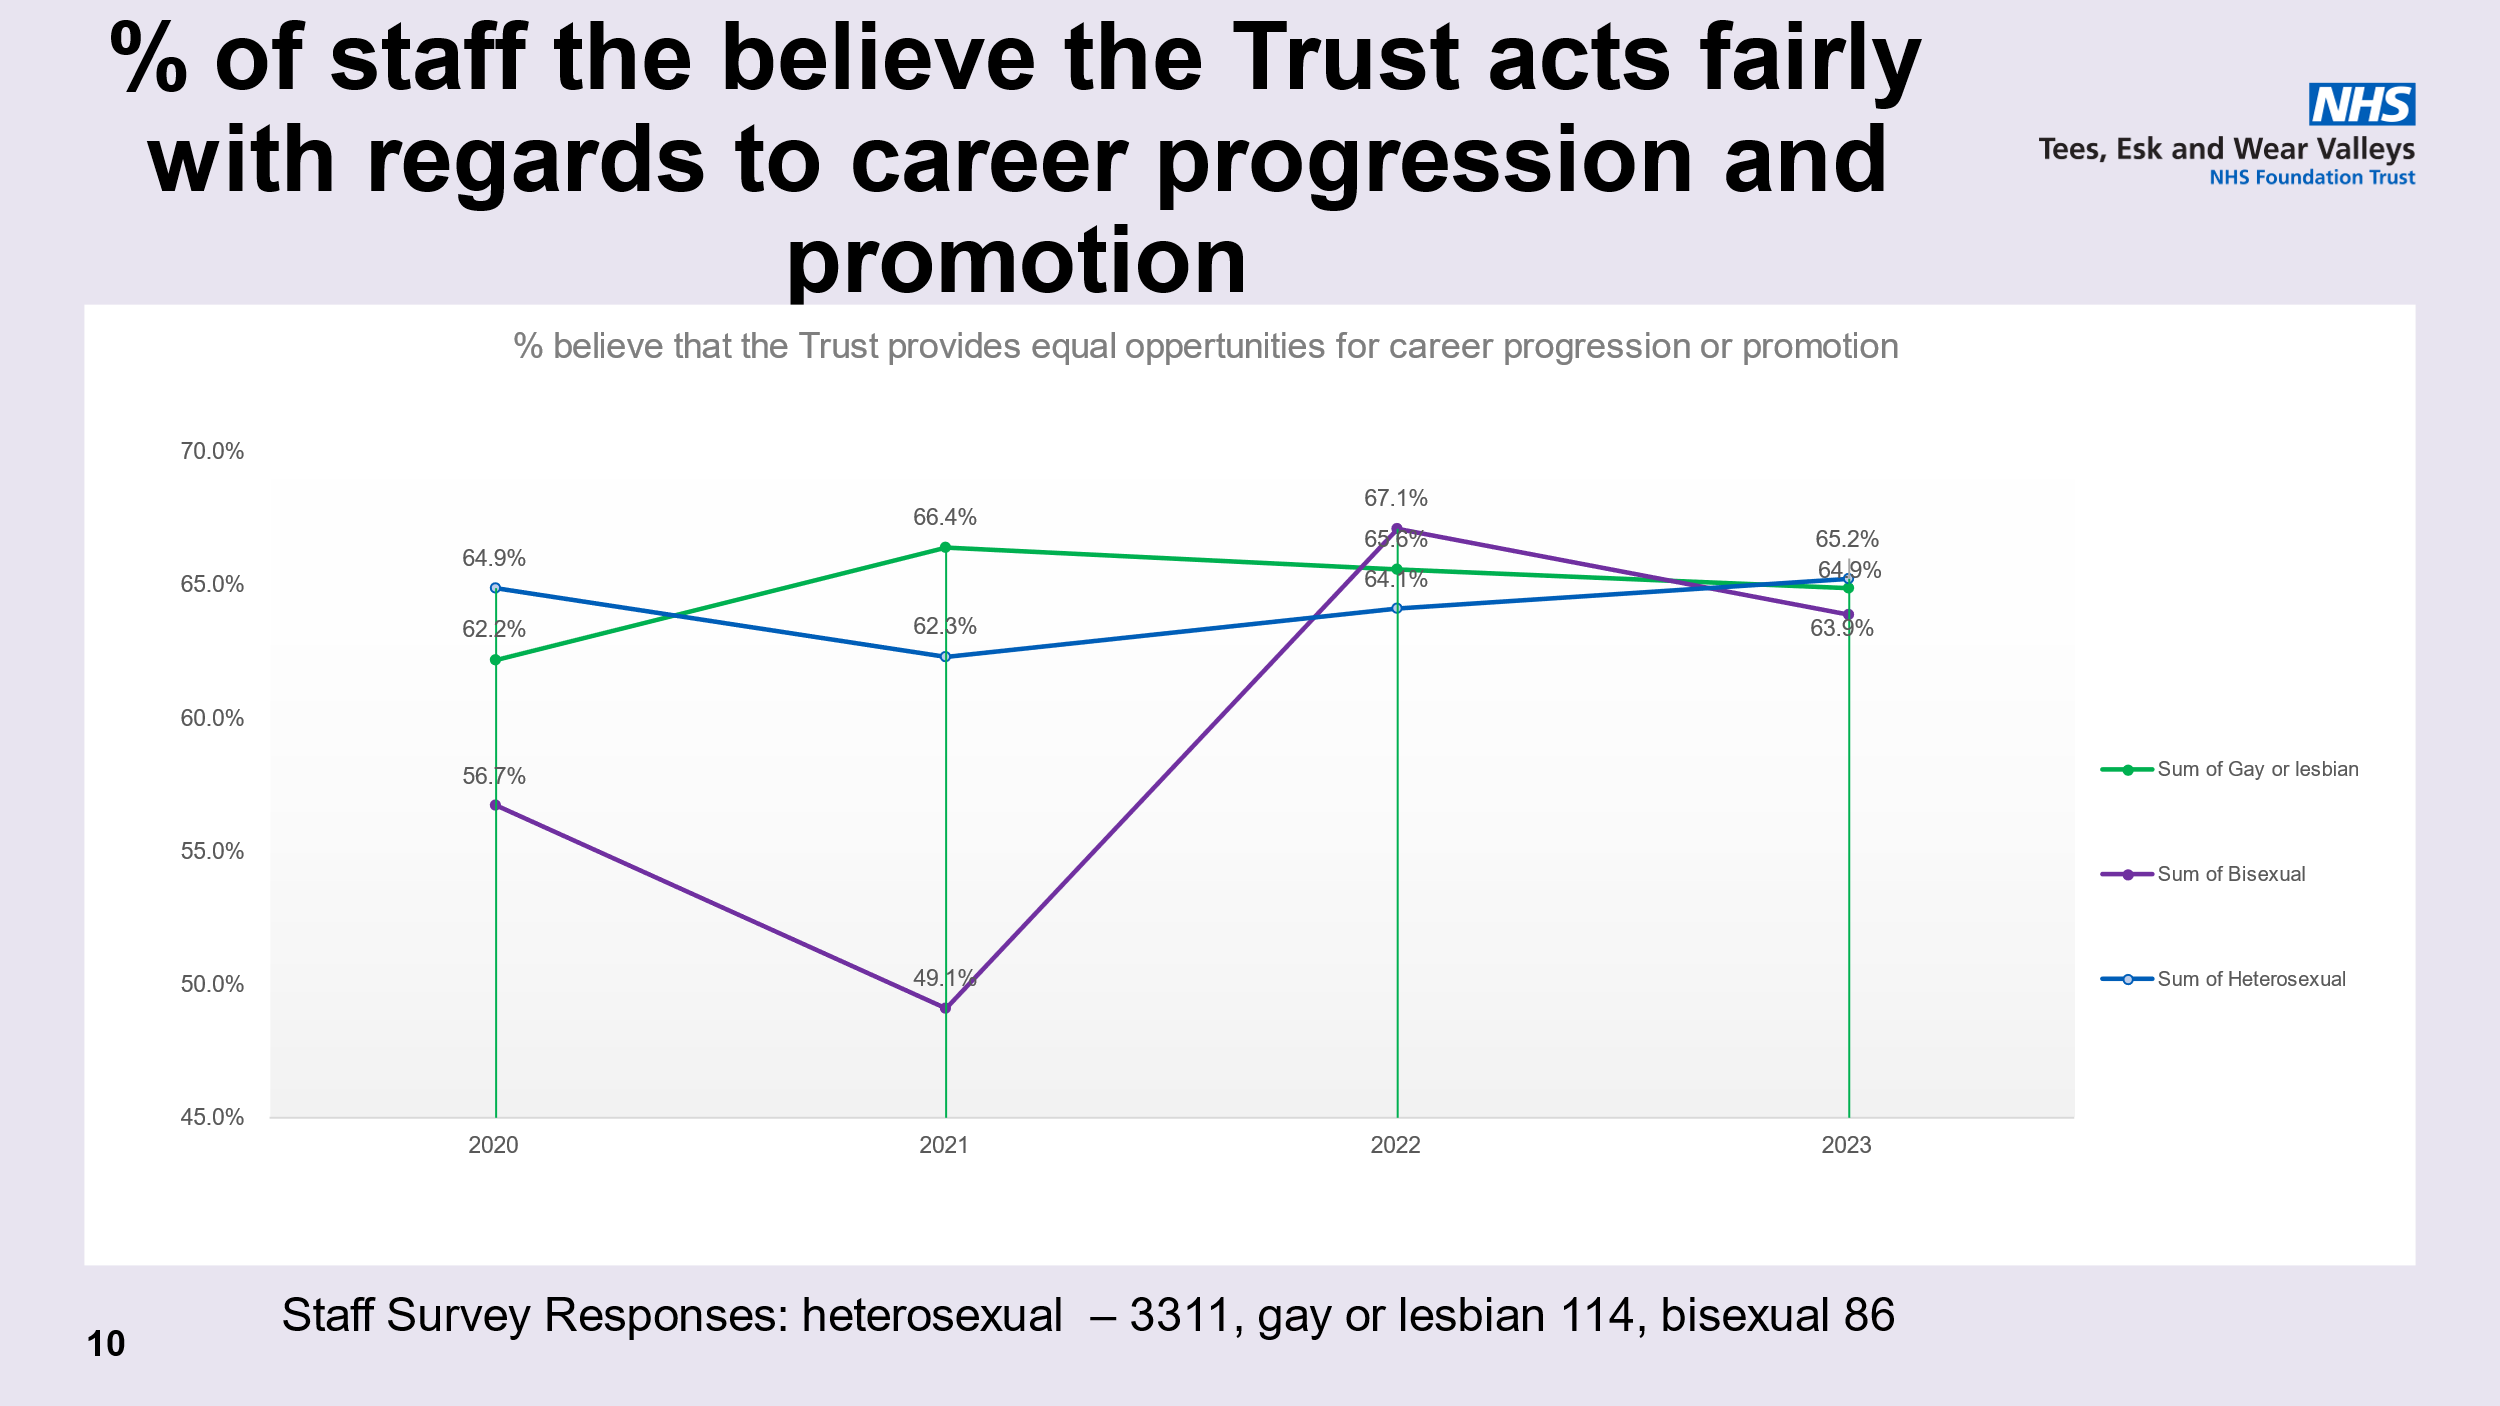 % of staff the believe the Trust acts fairly
with regards to career progression and
promotion
NHS
Tees, Esk and Wear Valleys
NHS Foundation Trust
% believe that the Trust provides equal oppertunities for career progression or promotion
70.0%
65.0%
60.0%
55.0%
50.0%
45.0%
64.9%
62.2%
56.7%
66.4%
62.3%
49.1%
67.1%
65.6%
64.1%
65.2%
64.9%
63.9%
2020
2021
2022
2023
Sum of Gay or lesbian
Sum of Bisexual
Sum of Heterosexual
Staff Survey Responses: heterosexual – 3311, gay or lesbian 114, bisexual 86
10